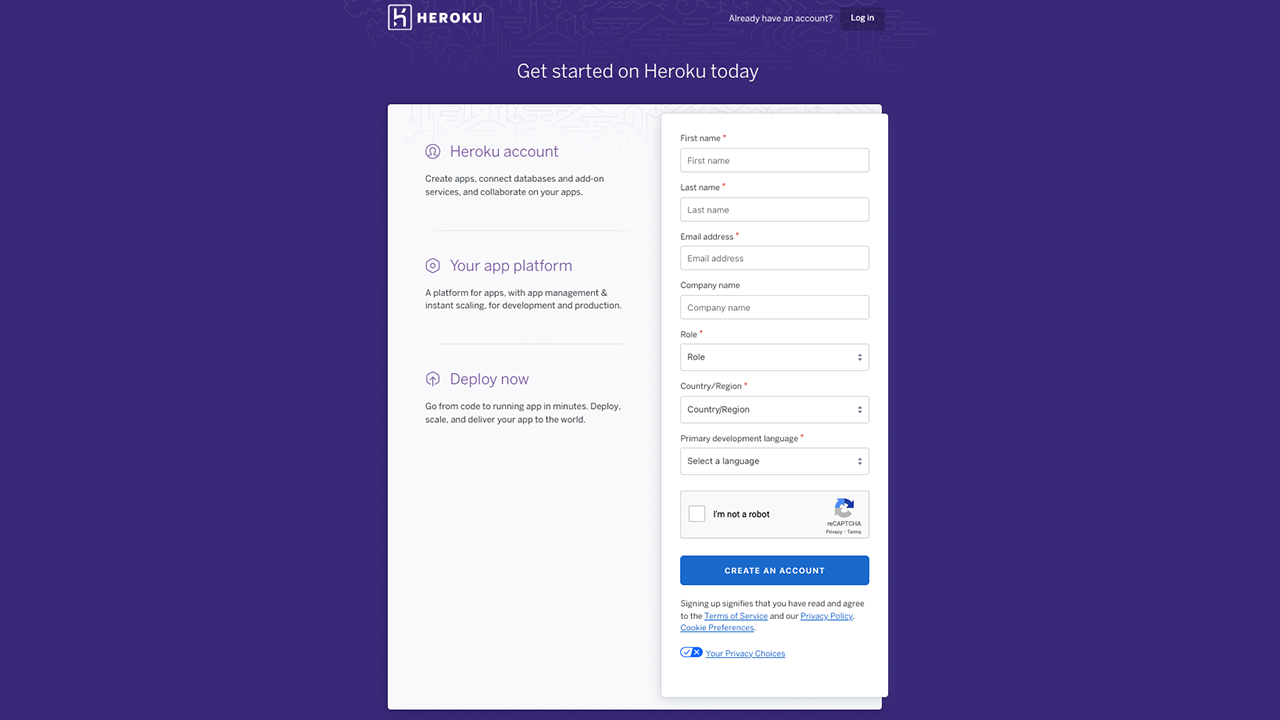 HEROKU
Already have an account?
Log in
Get started on Heroku today
Heroku account
Create apps, connect databases and add-on
services, and collaborate on your apps.
Your app platform
A platform for apps, with app management &
instant scaling, for development and production.
Deploy now
Go from code to running app in minutes. Deploy,
scale, and deliver your app to the world.
First name *
First name
Last name *
Last name
Email address *
Email address
Company name
Company name
Role *
Role
Country/Region *
Country/Region
Primary development language *
Select a language
I'm not a robot
reCAPTCHA
Privacy - Terms
CREATE AN ACCOUNT
Signing up signifies that you have read and agree
to the Terms of Service and our Privacy Policy.
Cookie Preferences.
Your Privacy Choices